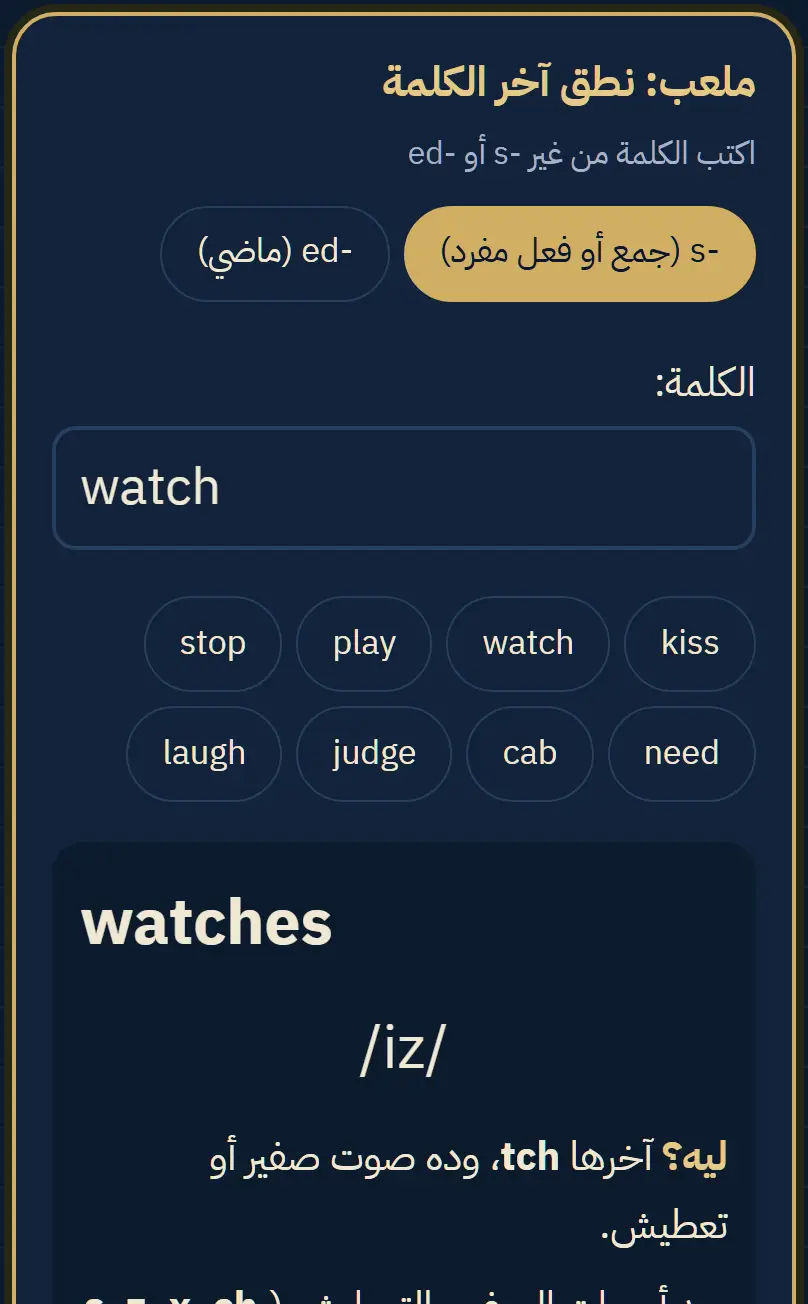 ملعب: نطق آخر الكلمة
اكتب الكلمة من غير -s أو -ed
-s (جمع أو فعل مفرد)
-ed (ماضي)
الكلمة:
watch
kiss watch play stop
need cab judge laugh
watches
/iz/
ليه؟ آخرها tch، وده صوت صفير أو
تعطيش.